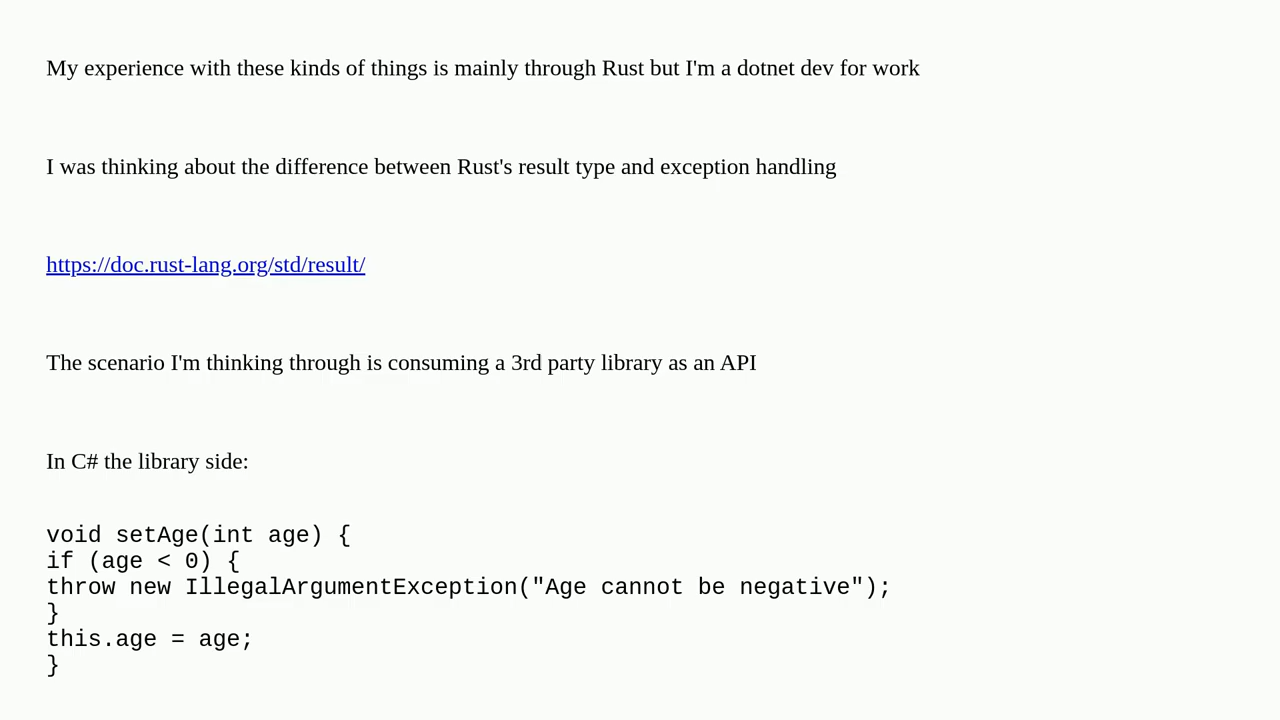 My experience with these kinds of things is mainly through Rust but I'm a dotnet dev for work
I was thinking about the difference between Rust's result type and exception handling
https://doc.rust-lang.org/std/result/
The scenario I'm thinking through is consuming a 3rd party library as an API
In C# the library side:
void setAge(int age) {
if (age < 0) {
throw new IllegalArgumentException("Age cannot be negative");
}
this.age = age;
}